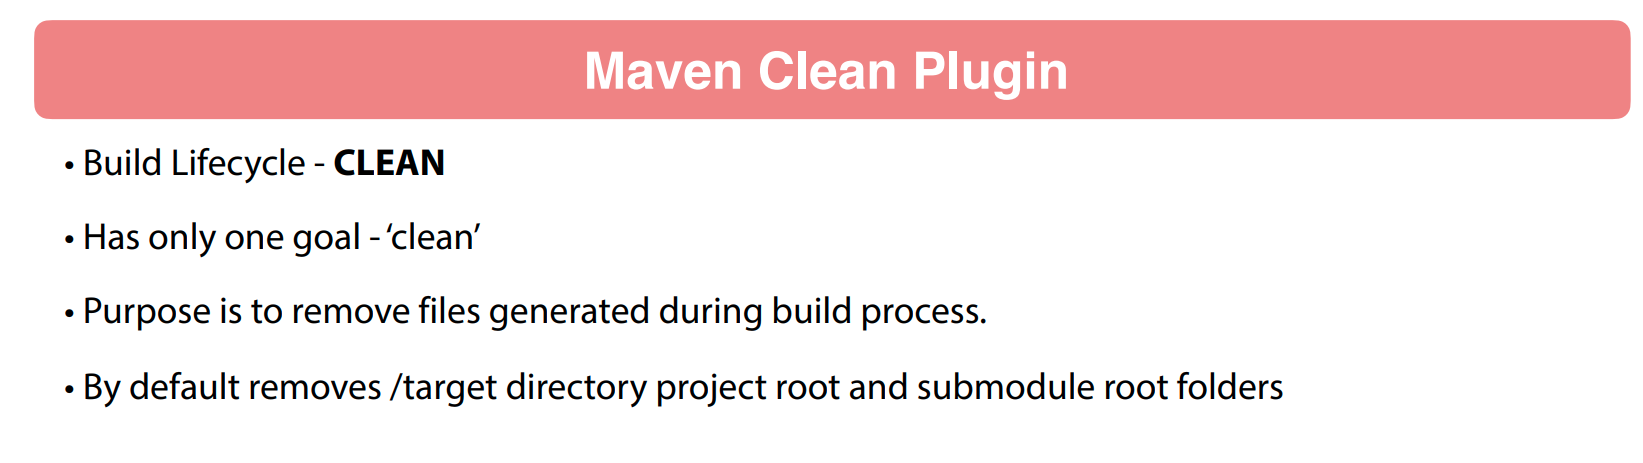 Maven Clean Plugin
• Build Lifecycle - CLEAN
• Has only one goal - ‘clean’
• Purpose is to remove files generated during build process.
• By default removes /target directory project root and submodule root folders